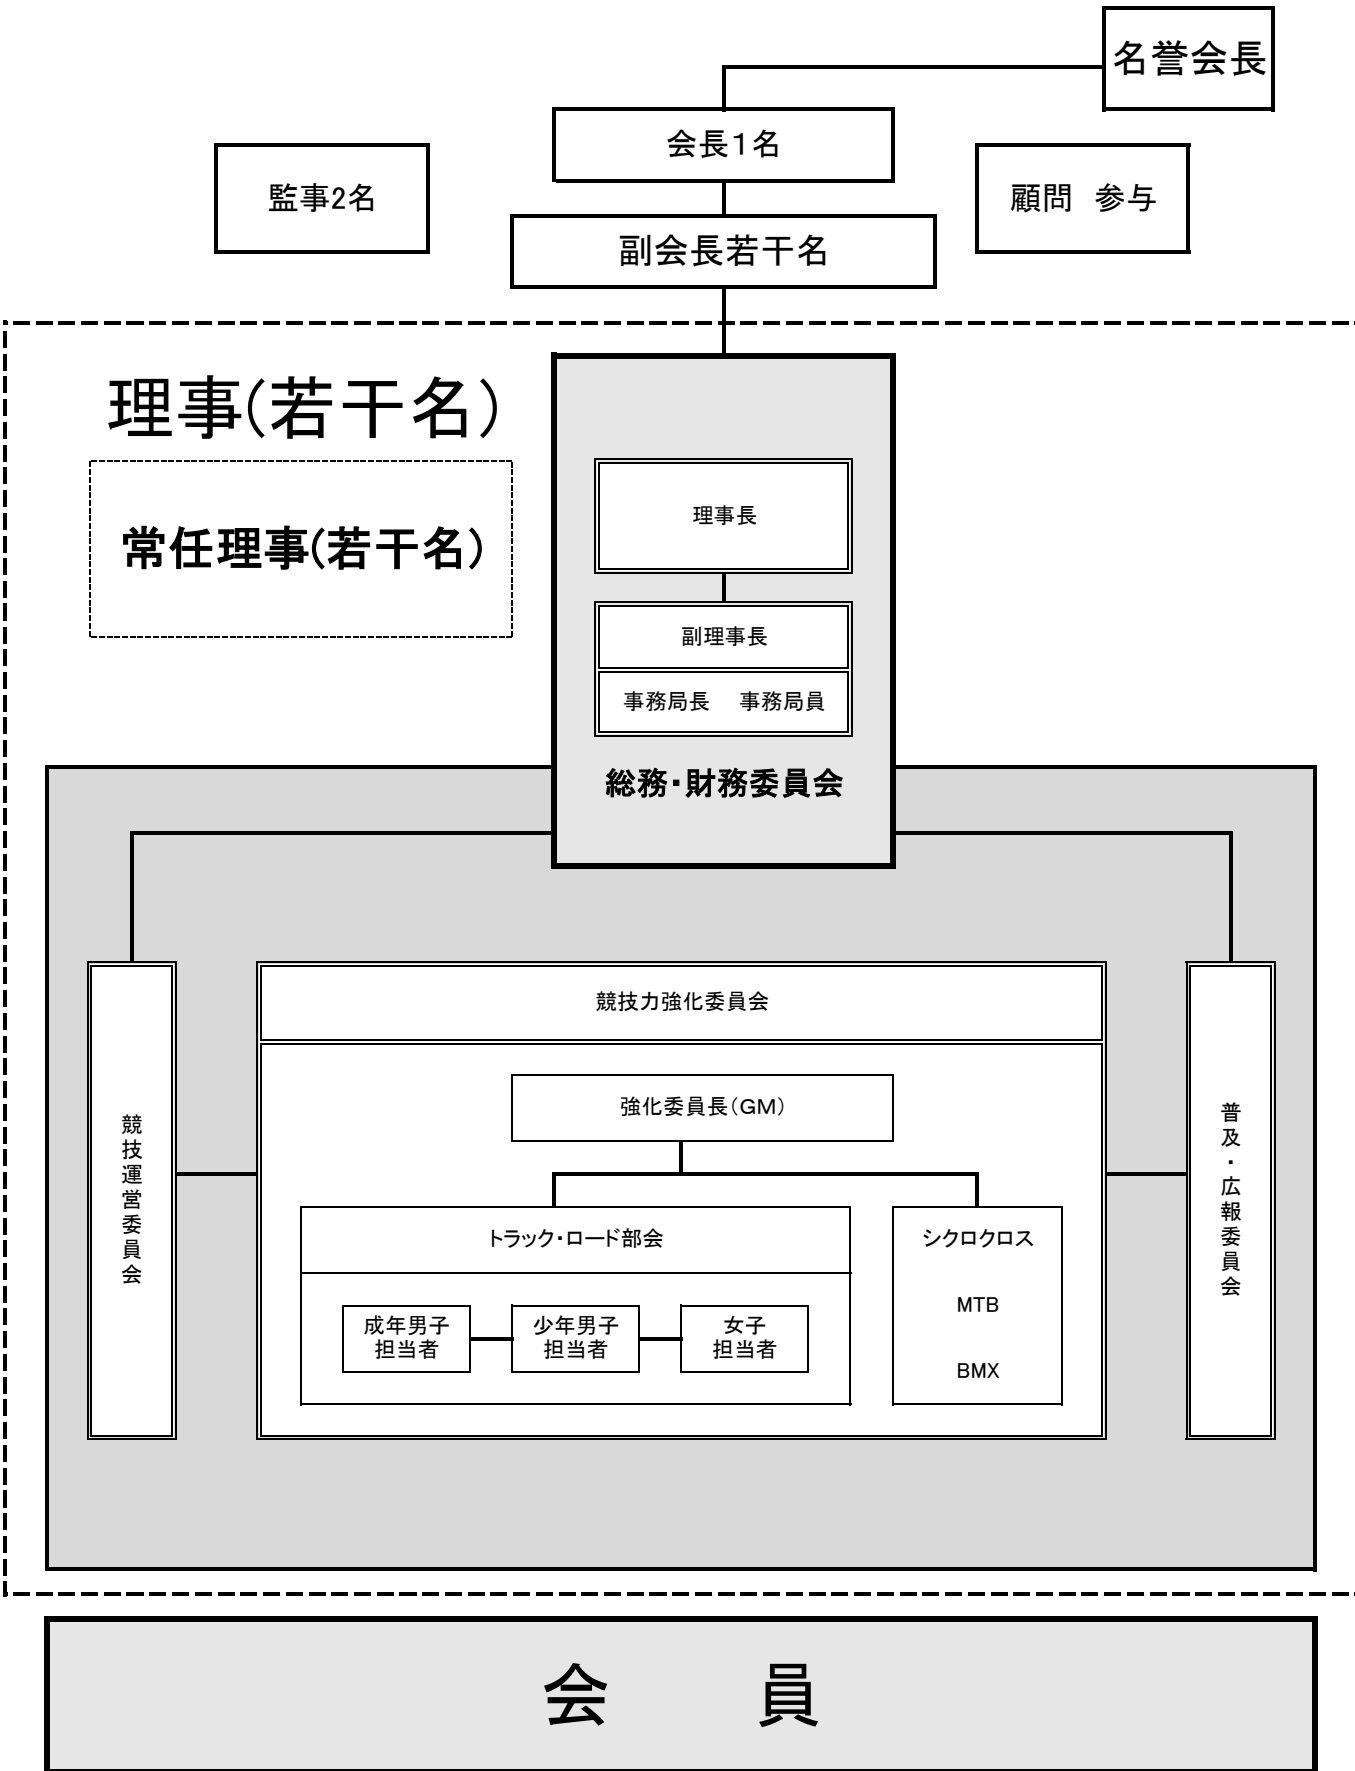 名誉会長
会長１名
監事2名
顧問　参与
副会長若干名
理事(若干名)
常任理事(若干名)
理事長
副理事長
事務局長　事務局員
総務・財務委員会
競技力強化委員会
強化委員長（GM）
競技運営委員会
普及・広報委員会
トラック・ロード部会
シクロクロス
MTB
BMX
成年男子
担当者
少年男子
担当者
女子
担当者
会　　員